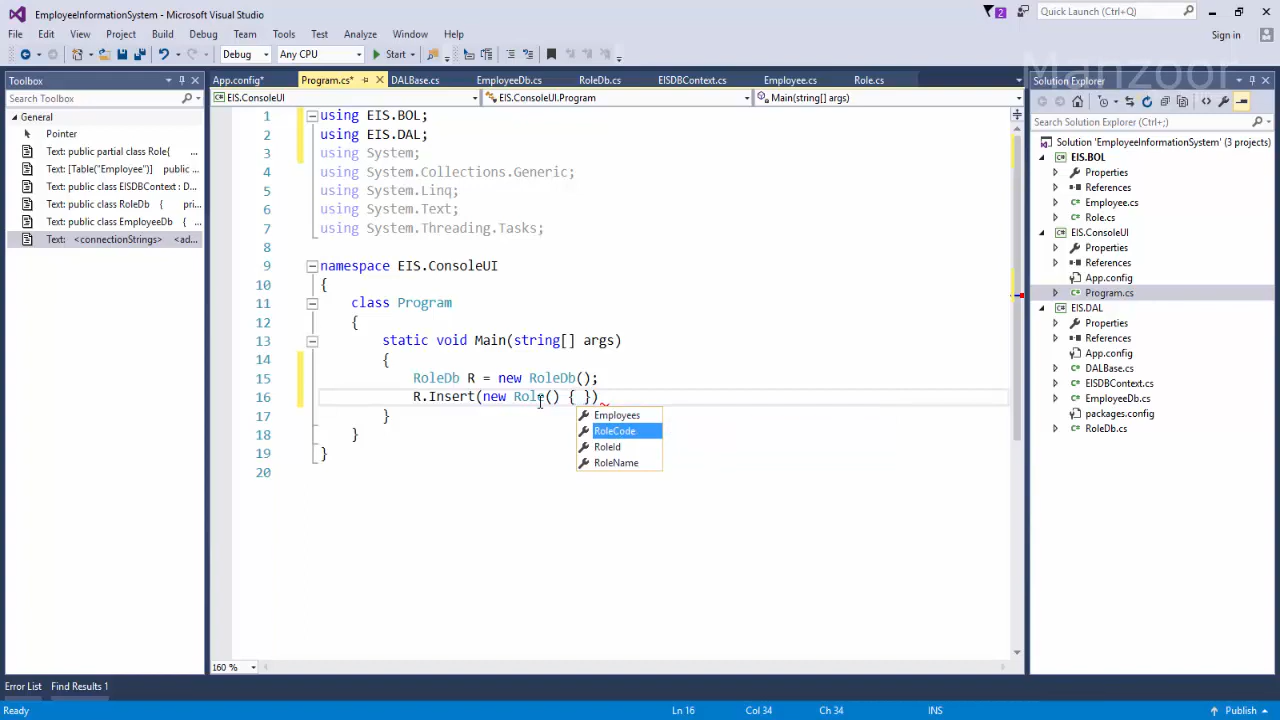 EmployeeInformationSystem - Microsoft Visual Studio
2
Quick Launch (Ctrl+Q)
File Edit View Project Build Debug Team Tools Test Analyze Window Help
Sign in
Debug Any CPU Start
Manzoor
Toolbox
Search Toolbox
General
Pointer
Text: public partial class Role{
Text: [Table("Employee")] public ...
Text: public class EISDBContext : D...
Text: public class RoleDb { pri...
Text: public class EmployeeDb { ...
Text: <connectionStrings> <ad...
App.config* Program.cs* DALBase.cs EmployeeDb.cs RoleDb.cs EISDBContext.cs Employee.cs Role.cs
EIS.ConsoleUI EIS.ConsoleUI.Program Main(string[] args)
1 using EIS.BOL;
2 using EIS.DAL;
3 using System;
4 using System.Collections.Generic;
5 using System.Linq;
6 using System.Text;
7 using System.Threading.Tasks;
8
9 namespace EIS.ConsoleUI
10 {
11 class Program
12 {
13 static void Main(string[] args)
14 {
15 RoleDb R = new RoleDb();
16 R.Insert(new Role() { })
17 }
18 }
19 }
20
Employees
RoleCode
RoleId
RoleName
160 %
Solution Explorer
Search Solution Explorer (Ctrl+;)
Solution 'EmployeeInformationSystem' (3 projects)
EIS.BOL
Properties
References
Employee.cs
Role.cs
EIS.ConsoleUI
Properties
References
App.config
Program.cs
EIS.DAL
Properties
References
App.config
DALBase.cs
EISDBContext.cs
EmployeeDb.cs
packages.config
RoleDb.cs
Error List Find Results 1
Ready Ln 16 Col 34 Ch 34 INS Publish